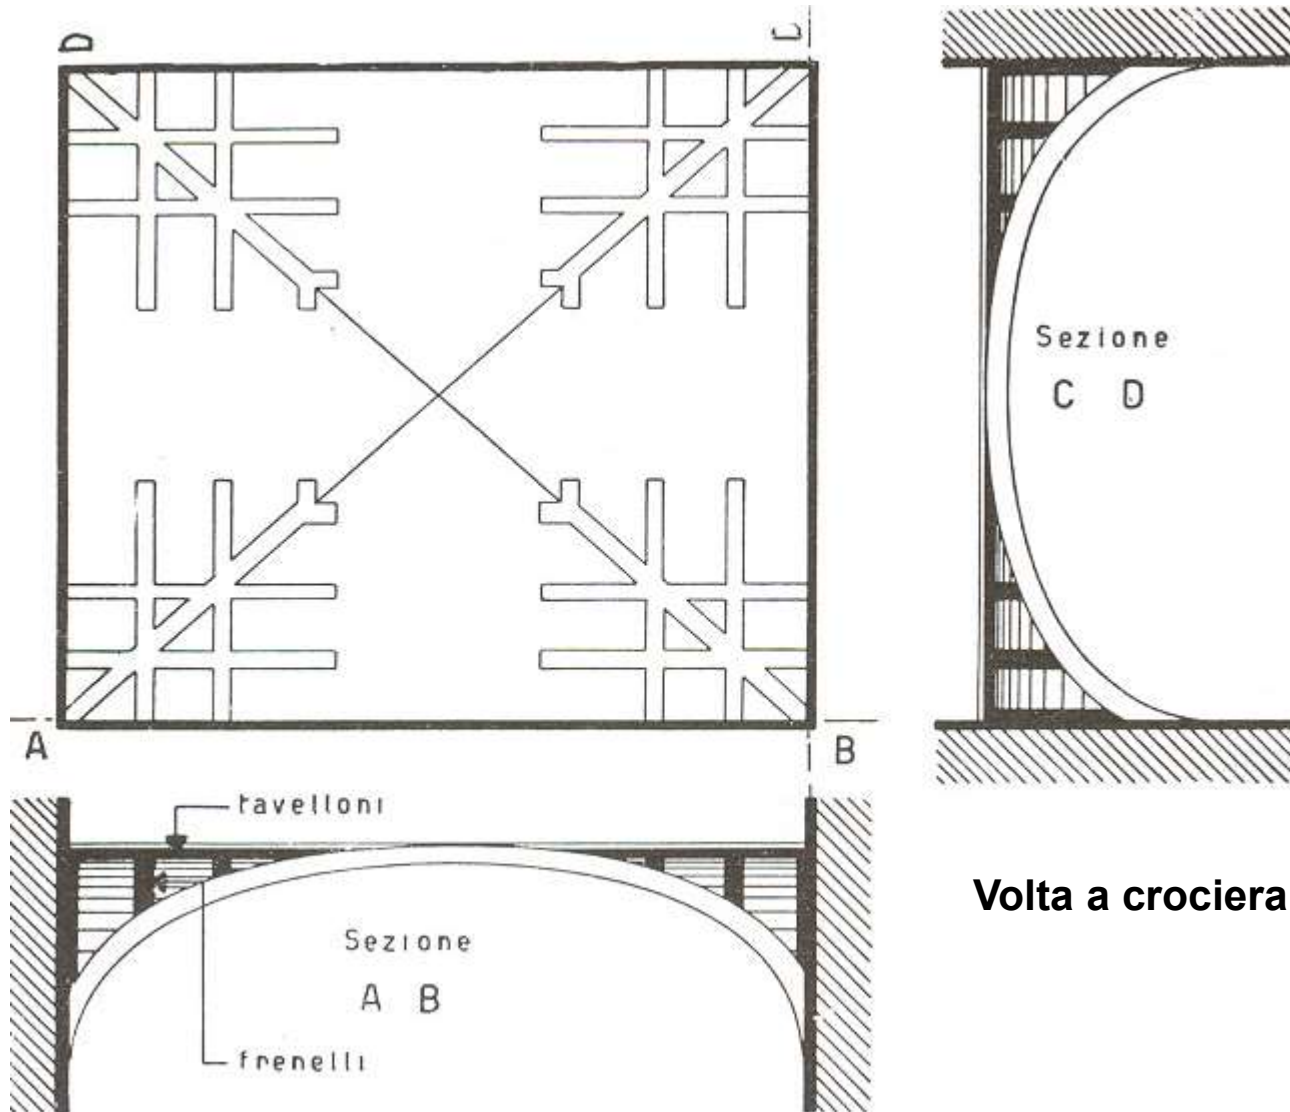 D
Sezione
C D
A
B
tavelloni
Volta a crociera
Sezione
A B
frenelli